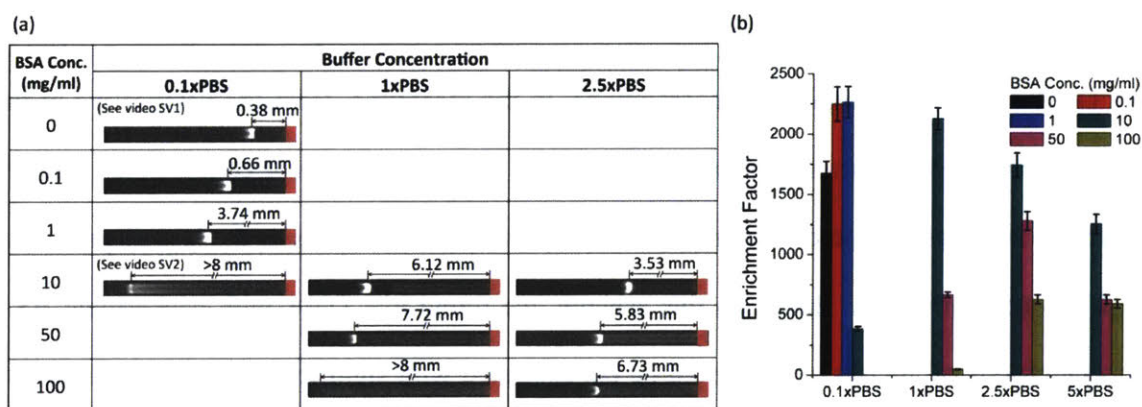 (a)
BSA Conc. (mg/ml)
Buffer Concentration
0.1xPBS 1xPBS 2.5xPBS
0
(See video SV1) 0.38 mm
0.1
0.66 mm
1
3.74 mm
10
(See video SV2) >8 mm
6.12 mm
3.53 mm
50
7.72 mm
5.83 mm
100
>8 mm
6.73 mm
(b)
Enrichment Factor
2500
2000
1500
1000
500
0
BSA Conc. (mg/ml)
0 0.1
1 10
50 100
0.1xPBS 1xPBS 2.5xPBS 5xPBS